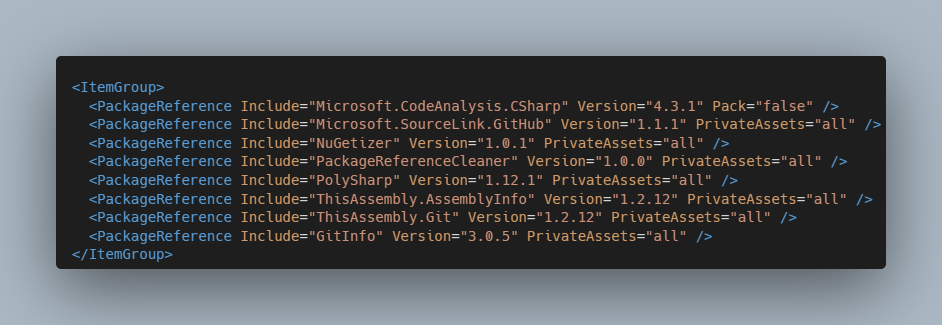 <ItemGroup>
  <PackageReference Include="Microsoft.CodeAnalysis.CSharp" Version="4.3.1" Pack="false" />
  <PackageReference Include="Microsoft.SourceLink.GitHub" Version="1.1.1" PrivateAssets="all" />
  <PackageReference Include="NuGetizer" Version="1.0.1" PrivateAssets="all" />
  <PackageReference Include="PackageReferenceCleaner" Version="1.0.0" PrivateAssets="all" />
  <PackageReference Include="PolySharp" Version="1.12.1" PrivateAssets="all" />
  <PackageReference Include="ThisAssembly.AssemblyInfo" Version="1.2.12" PrivateAssets="all" />
  <PackageReference Include="ThisAssembly.Git" Version="1.2.12" PrivateAssets="all" />
  <PackageReference Include="GitInfo" Version="3.0.5" PrivateAssets="all" />
</ItemGroup>